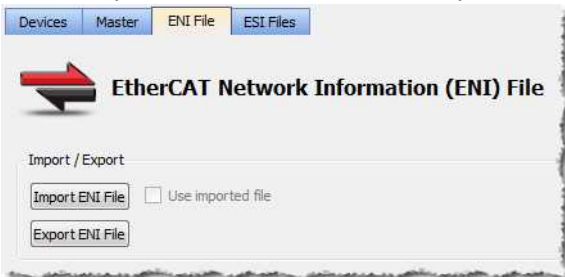 Devices Master ENI File ESI Files
EtherCAT Network Information (ENI) File
Import / Export
Import ENI File Use imported file
Export ENI File